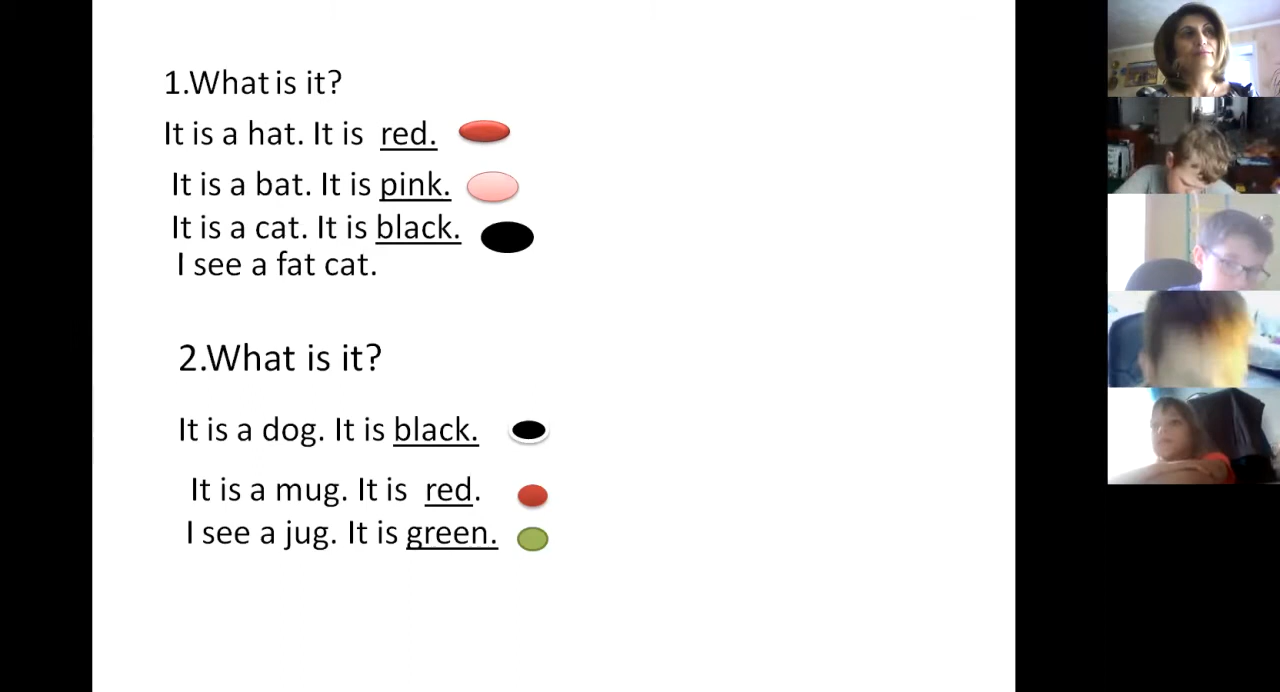 1.What is it?
It is a hat. It is red.
It is a bat. It is pink.
It is a cat. It is black.
I see a fat cat.
2.What is it?
It is a dog. It is black.
It is a mug. It is red.
I see a jug. It is green.